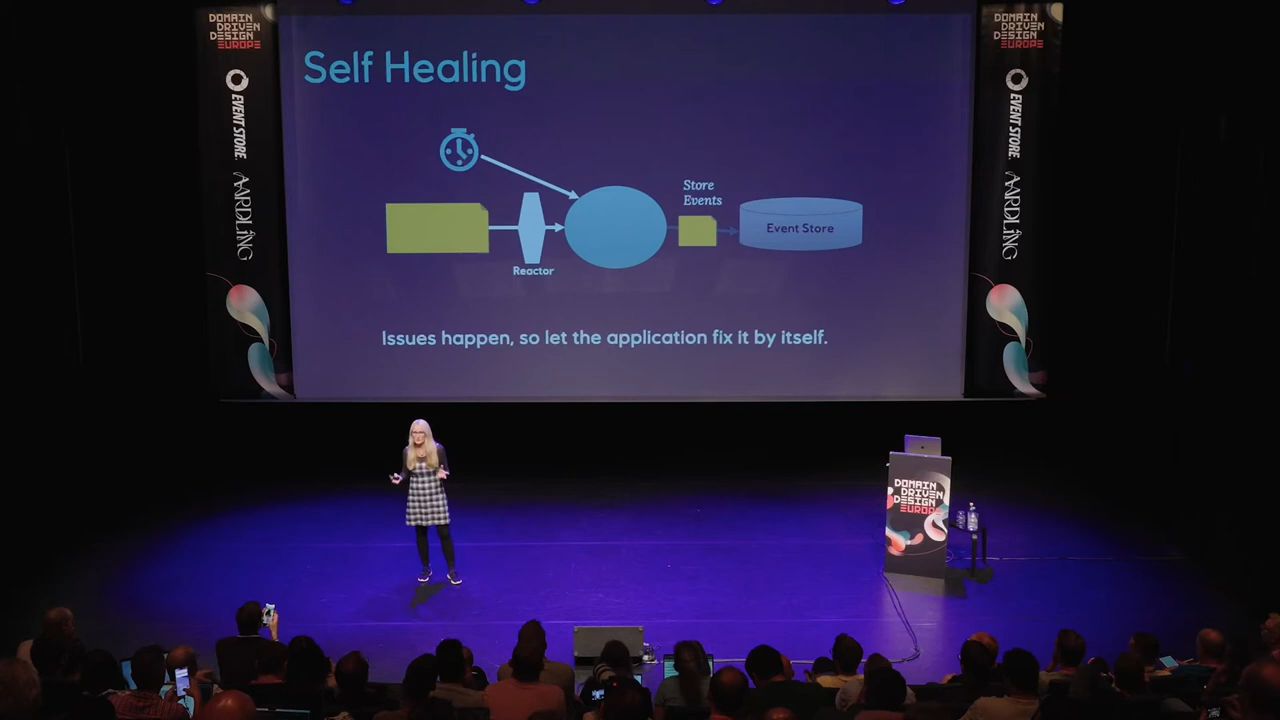 DOMAIN
DRIVEN
DESIGN
EUROPE
EVENT STORE.
AARDLING
Self Healing
Store
Events
Event Store
Reactor
Issues happen, so let the application fix it by itself.
DOMAIN
DRIVEN
DESIGN
EUROPE
EVENT STORE.
AARDLING
DOMAIN
DRIVEN
DESIGN
EUROPE